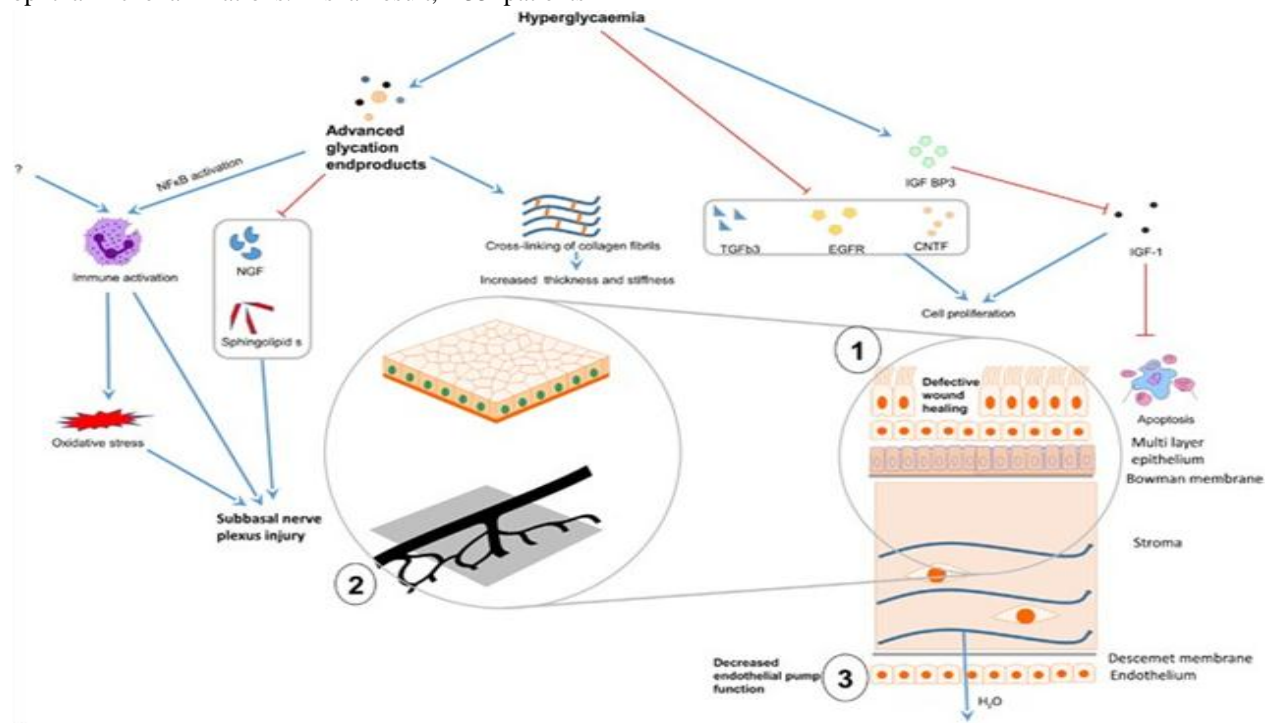 Hyperglycaemia
Advanced
glycation
endproducts
?
NFκB activation
IGF BP3
TGFb3
EGFR
CNTF
IGF-1
NGF
Cross-linking of collagen fibrils
Immune activation
Increased thickness and stiffness
Cell proliferation
Sphingolipid s
1
Defective
wound
healing
Apoptosis
Oxidative stress
Multi layer
epithelium
Bowman membrane
Subbasal nerve
plexus injury
Stroma
2
Decreased
endothelial pump
function
3
Descemet membrane
Endothelium
H₂O